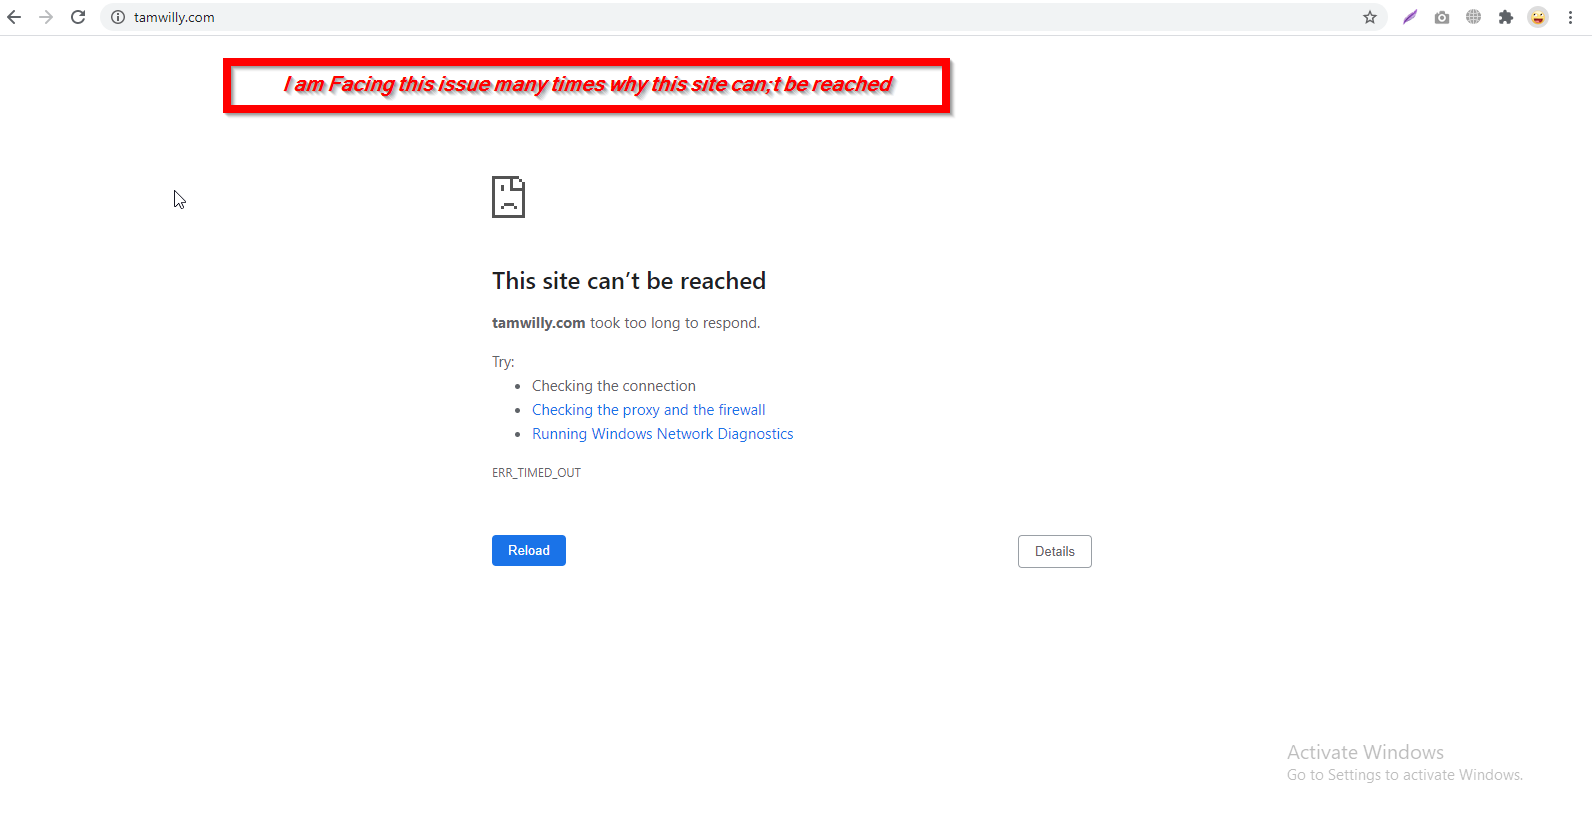 tamwilly.com
I am Facing this issue many times why this site can;t be reached
This site can’t be reached
tamwilly.com took too long to respond.
Try:
• Checking the connection
• Checking the proxy and the firewall
• Running Windows Network Diagnostics
ERR_TIMED_OUT
Reload
Details
Activate Windows
Go to Settings to activate Windows.